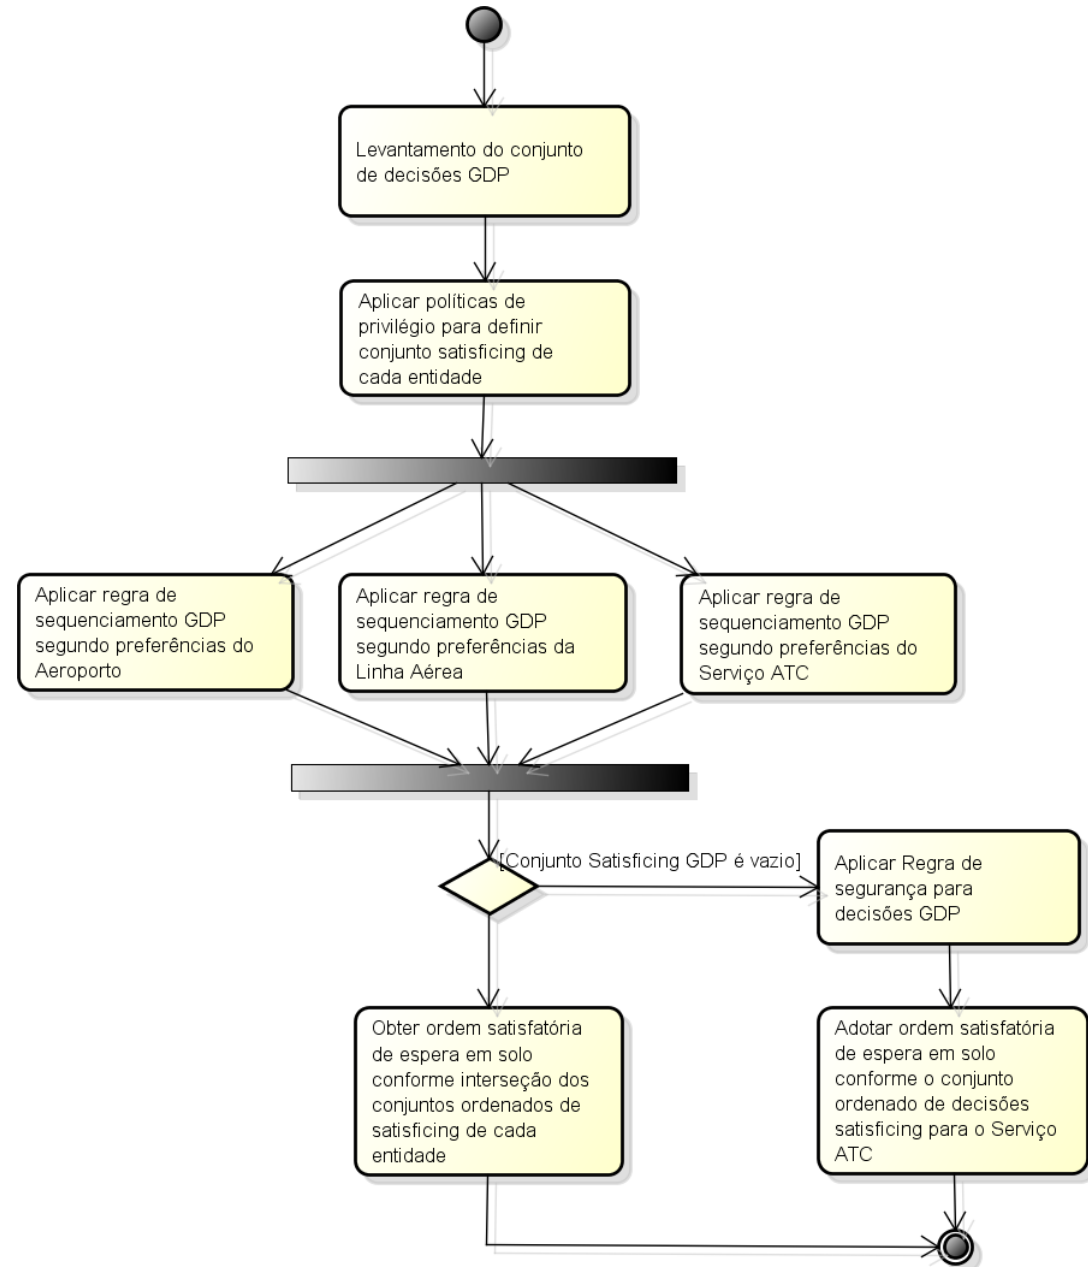 Levantamento do conjunto
de decisões GDP
Aplicar políticas de
privilégio para definir
conjunto satisficing de
cada entidade
Aplicar regra de
sequenciamento GDP
segundo preferências do
Aeroporto
Aplicar regra de
sequenciamento GDP
segundo preferências da
Linha Aérea
Aplicar regra de
sequenciamento GDP
segundo preferências do
Serviço ATC
[Conjunto Satisficing GDP é vazio]
Aplicar Regra de
segurança para
decisões GDP
Obter ordem satisfatória
de espera em solo
conforme interseção dos
conjuntos ordenados de
satisficing de cada
entidade
Adotar ordem satisfatória
de espera em solo
conforme o conjunto
ordenado de decisões
satisficing para o Serviço
ATC